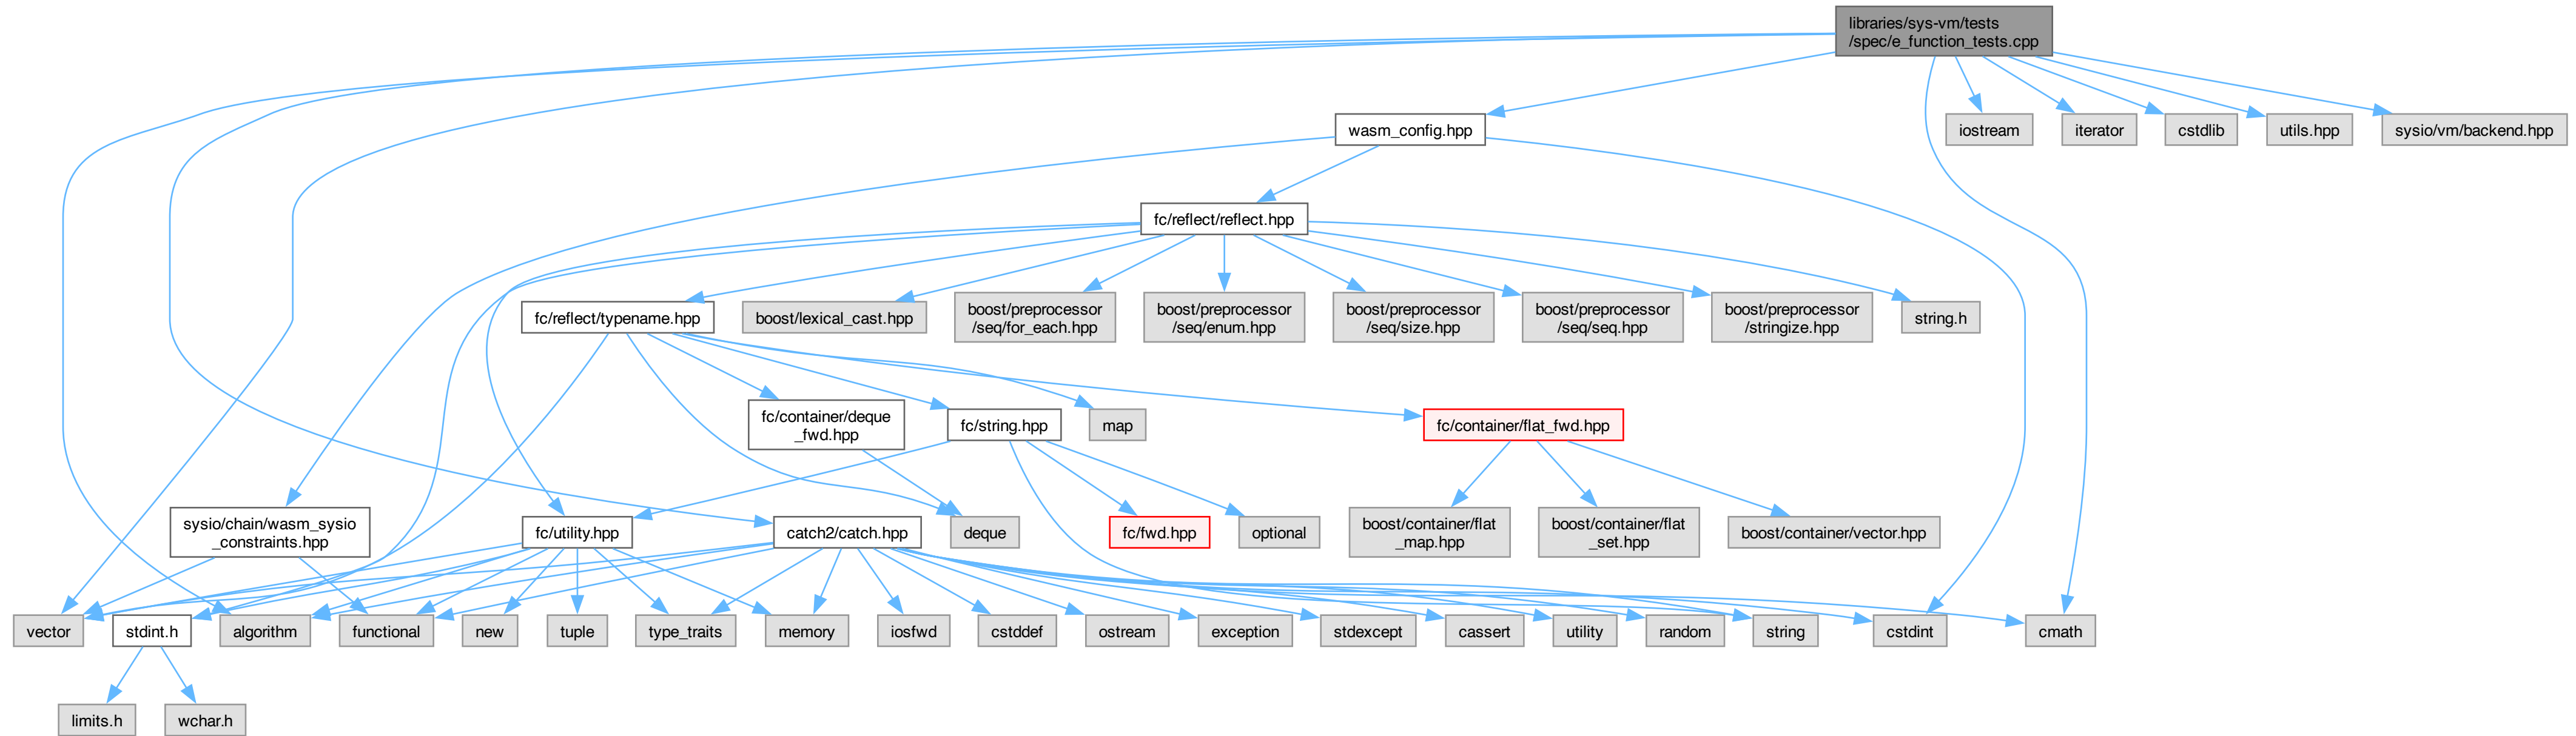 libraries/sys-vm/tests
/spec/e_function_tests.cpp
wasm_config.hpp
iostream
iterator
cstdlib
utils.hpp
sysio/vm/backend.hpp
fc/reflect/reflect.hpp
fc/reflect/typename.hpp
boost/lexical_cast.hpp
boost/preprocessor
/seq/for_each.hpp
boost/preprocessor
/seq/enum.hpp
boost/preprocessor
/seq/size.hpp
boost/preprocessor
/seq/seq.hpp
boost/preprocessor
/stringize.hpp
string.h
fc/container/deque
_fwd.hpp
fc/string.hpp
map
fc/container/flat_fwd.hpp
sysio/chain/wasm_sysio
_constraints.hpp
fc/utility.hpp
catch2/catch.hpp
deque
fc/fwd.hpp
optional
boost/container/flat
_map.hpp
boost/container/flat
_set.hpp
boost/container/vector.hpp
vector
stdint.h
algorithm
functional
new
tuple
type_traits
memory
iosfwd
cstddef
ostream
exception
stdexcept
cassert
utility
random
string
cstdint
cmath
limits.h
wchar.h